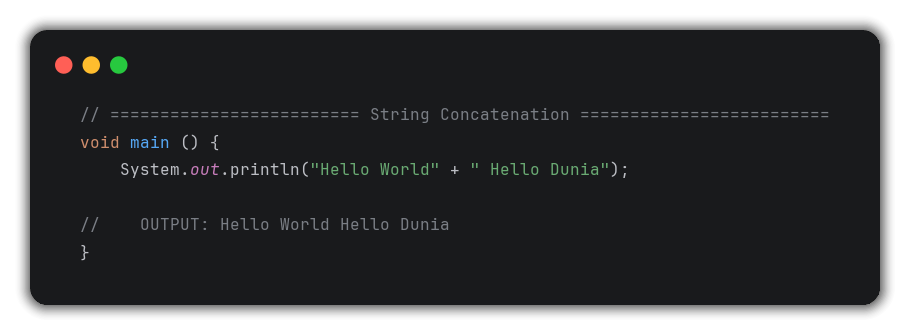 // ========================= String Concatenation =========================
void main () {
    System.out.println("Hello World" + " Hello Dunia");

//    OUTPUT: Hello World Hello Dunia
}